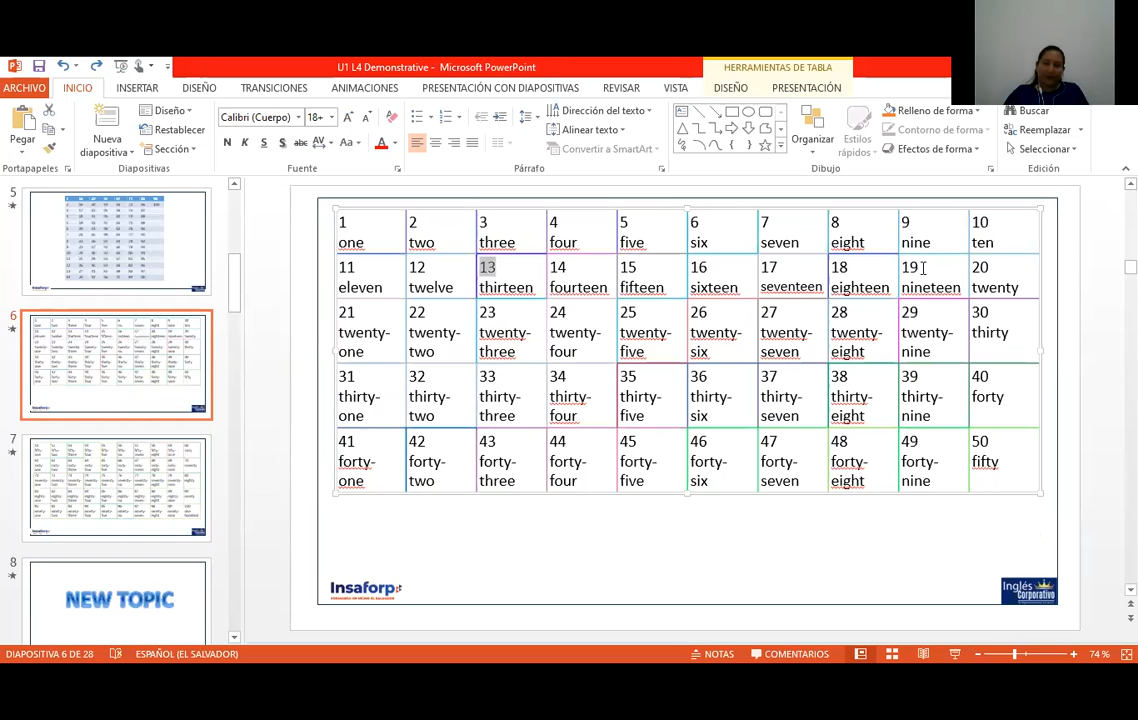 U1 L4 Demonstrative - Microsoft PowerPoint
HERRAMIENTAS DE TABLA
ARCHIVO INICIO INSERTAR DISEÑO TRANSICIONES ANIMACIONES PRESENTACIÓN CON DIAPOSITIVAS REVISAR VISTA DISEÑO PRESENTACIÓN
Pegar
Portapapeles
Nueva diapositiva
Diseño
Restablecer
Sección
Diapositivas
Calibri (Cuerpo) 18+
N K S S abc AV Aa A
Fuente
Dirección del texto
Alinear texto
Convertir a SmartArt
Párrafo
Organizar
Estilos rápidos
Relleno de forma
Contorno de forma
Efectos de forma
Dibujo
Buscar
Reemplazar
Seleccionar
Edición
5
6
7
8
NEW TOPIC
1 2 3 4 5 6 7 8 9 10
one two three four five six seven eight nine ten
11 12 13 14 15 16 17 18 19 20
eleven twelve thirteen fourteen fifteen sixteen seventeen eighteen nineteen twenty
21 22 23 24 25 26 27 28 29 30
twenty- twenty- twenty- twenty- twenty- twenty- twenty- twenty- twenty- thirty
one two three four five six seven eight nine
31 32 33 34 35 36 37 38 39 40
thirty- thirty- thirty- thirty- thirty- thirty- thirty- thirty- thirty- forty
one two three four five six seven eight nine
41 42 43 44 45 46 47 48 49 50
forty- forty- forty- forty- forty- forty- forty- forty- forty- fifty
one two three four five six seven eight nine
Insaforp
Inglés
Corporativo
DIAPOSITIVA 6 DE 28 ESPAÑOL (EL SALVADOR) NOTAS COMENTARIOS 74 %